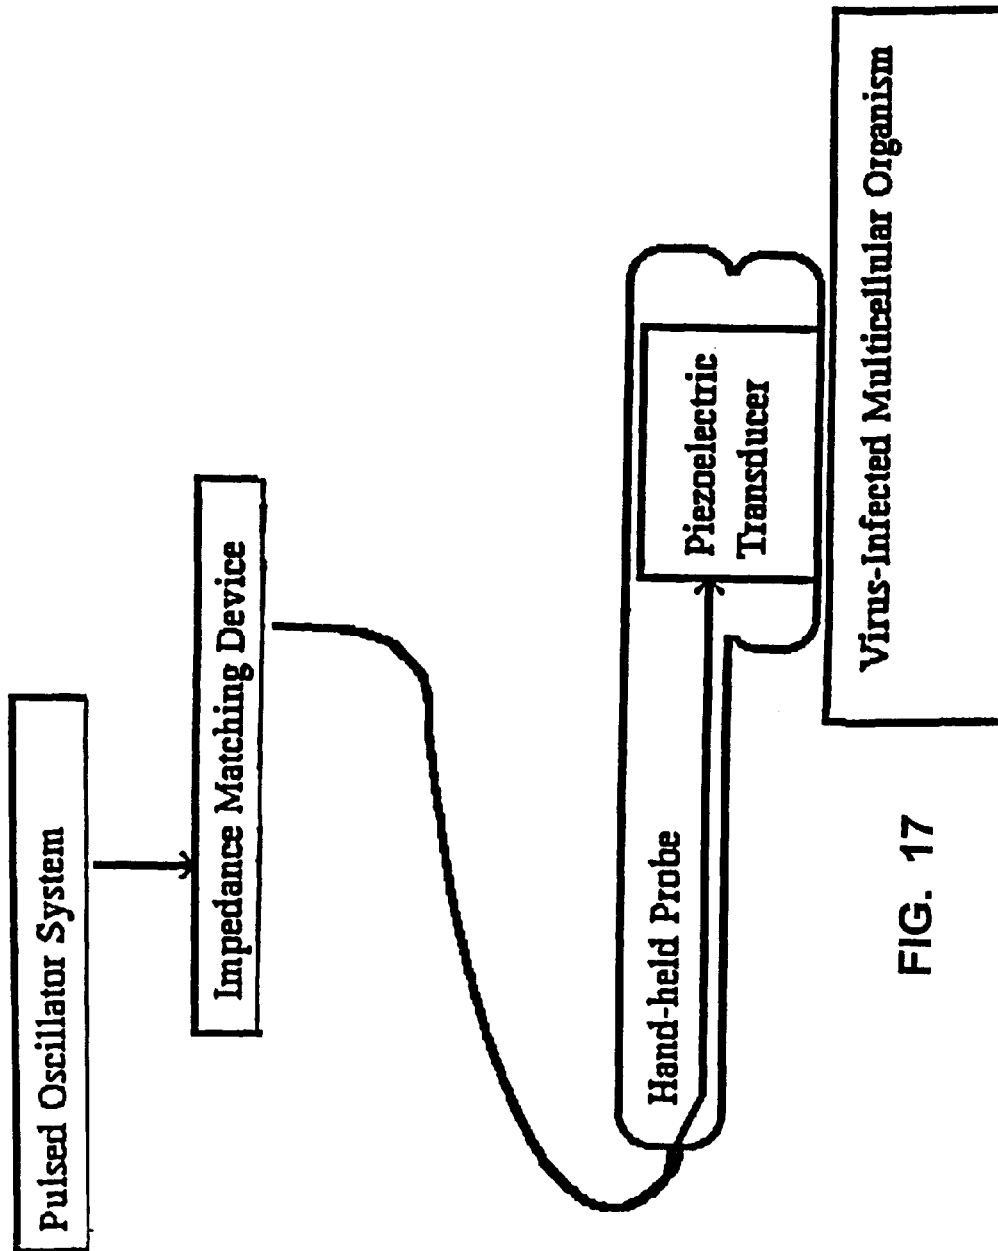 Pulsed Oscillator System
Impedance Matching Device
Hand-held Probe
Piezoelectric
Transducer
Virus-Infected Multicellular Organism
FIG. 17